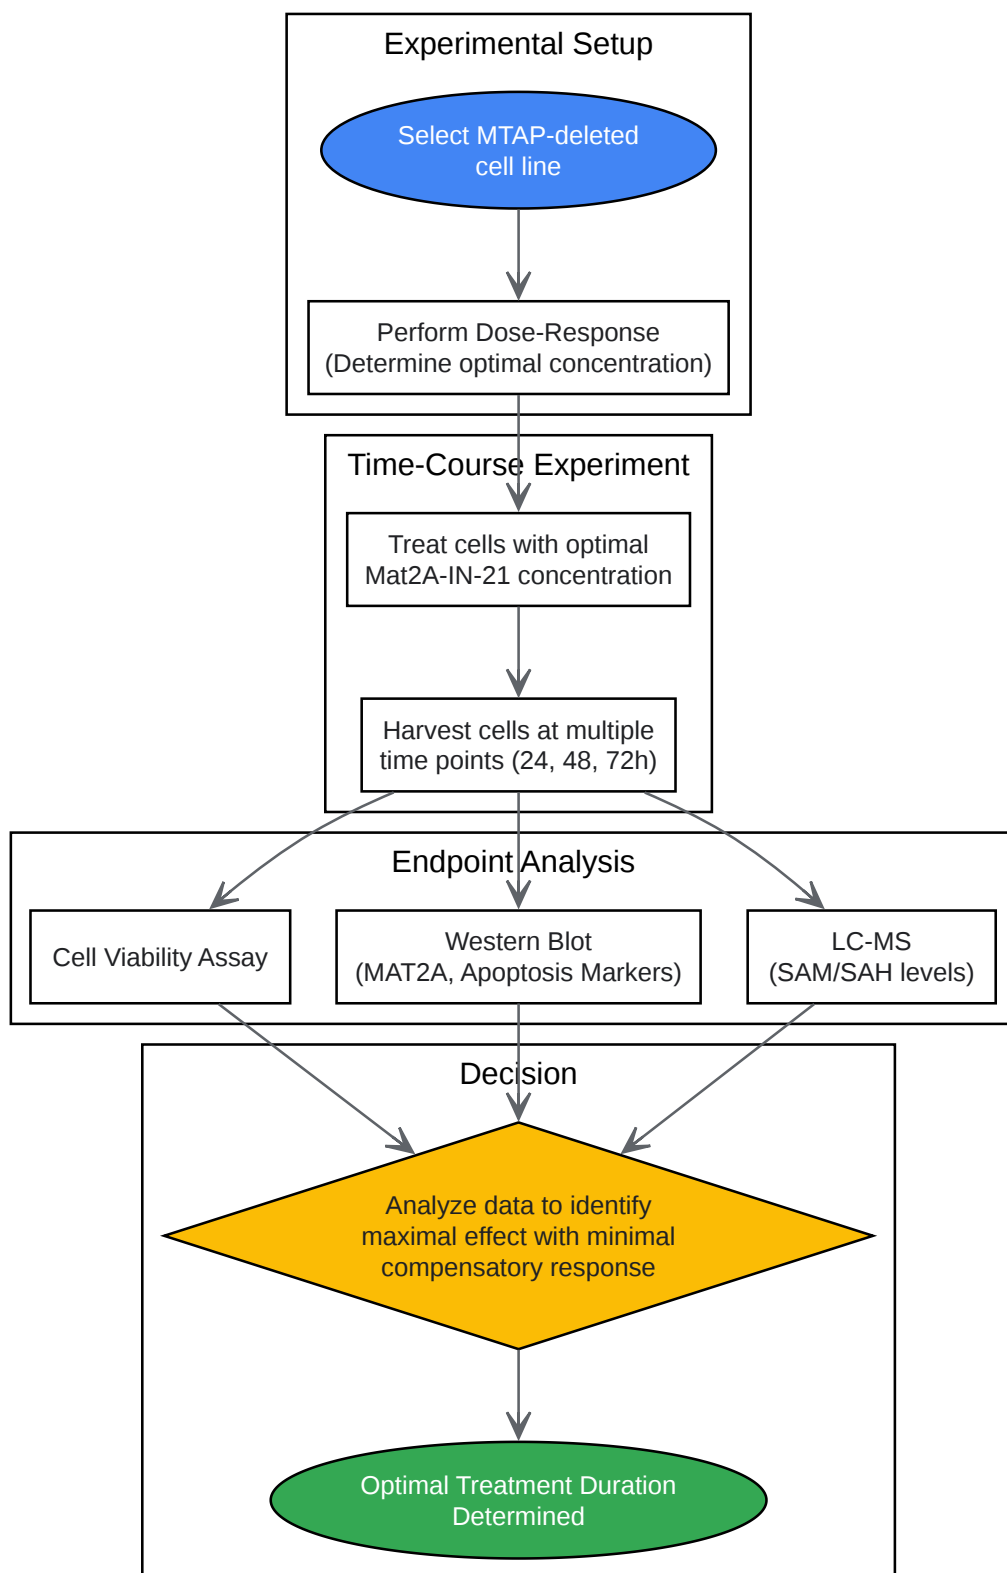 Experimental Setup
Select MTAP-deleted
cell line
Perform Dose-Response
(Determine optimal concentration)
Time-Course Experiment
Treat cells with optimal
Mat2A-IN-21 concentration
Harvest cells at multiple
time points (24, 48, 72h)
Endpoint Analysis
Cell Viability Assay
Western Blot
(MAT2A, Apoptosis Markers)
LC-MS
(SAM/SAH levels)
Decision
Analyze data to identify
maximal effect with minimal
compensatory response
Optimal Treatment Duration
Determined